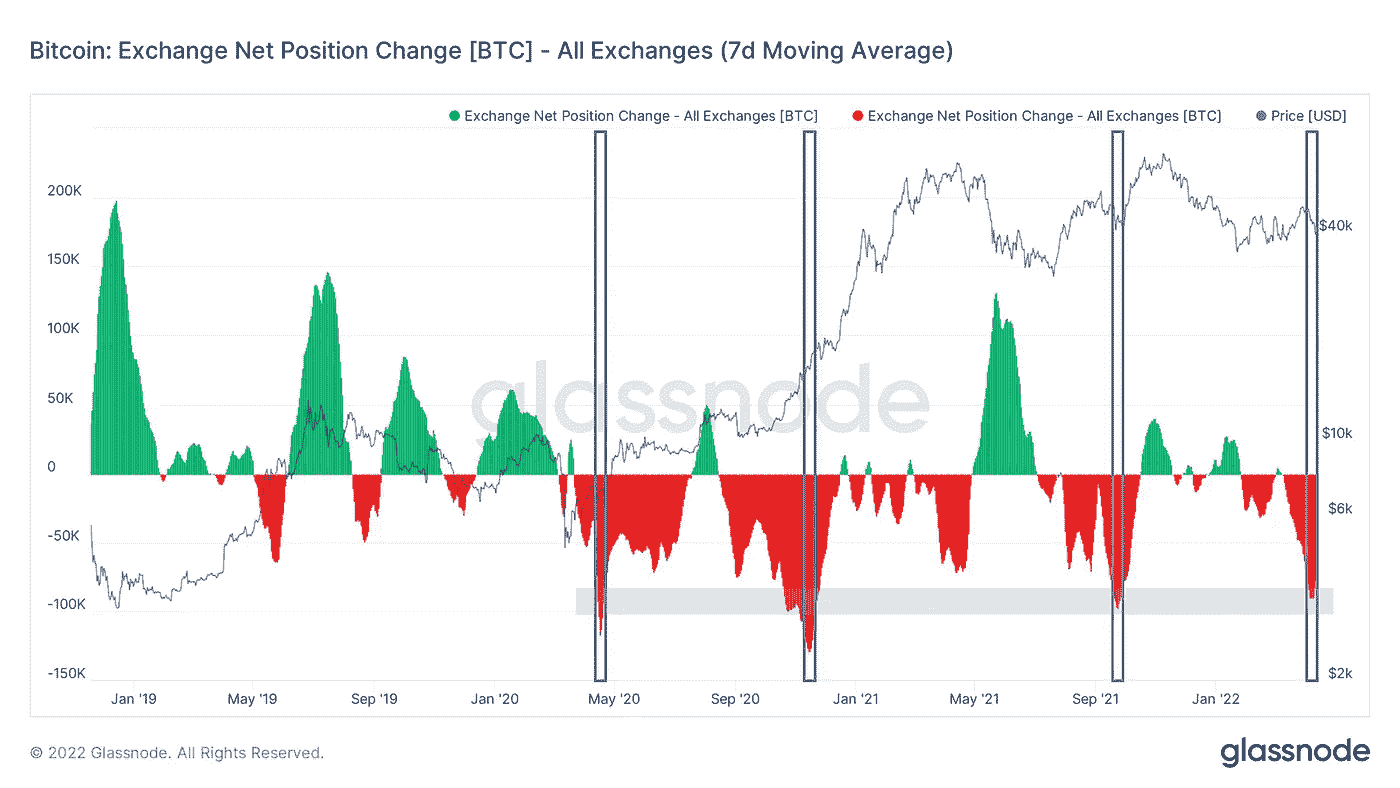 Bitcoin: Exchange Net Position Change [BTC] - All Exchanges (7d Moving Average)
Exchange Net Position Change - All Exchanges [BTC] Exchange Net Position Change - All Exchanges [BTC] Price [USD]
200K
$40k
150K
100K
glassnode
50K
$10k
0
$6k
-50K
-100K
-150K
$2k
Jan '19 May '19 Sep '19 Jan '20 May '20 Sep '20 Jan '21 May '21 Sep '21 Jan '22
© 2022 Glassnode. All Rights Reserved.
glassnode